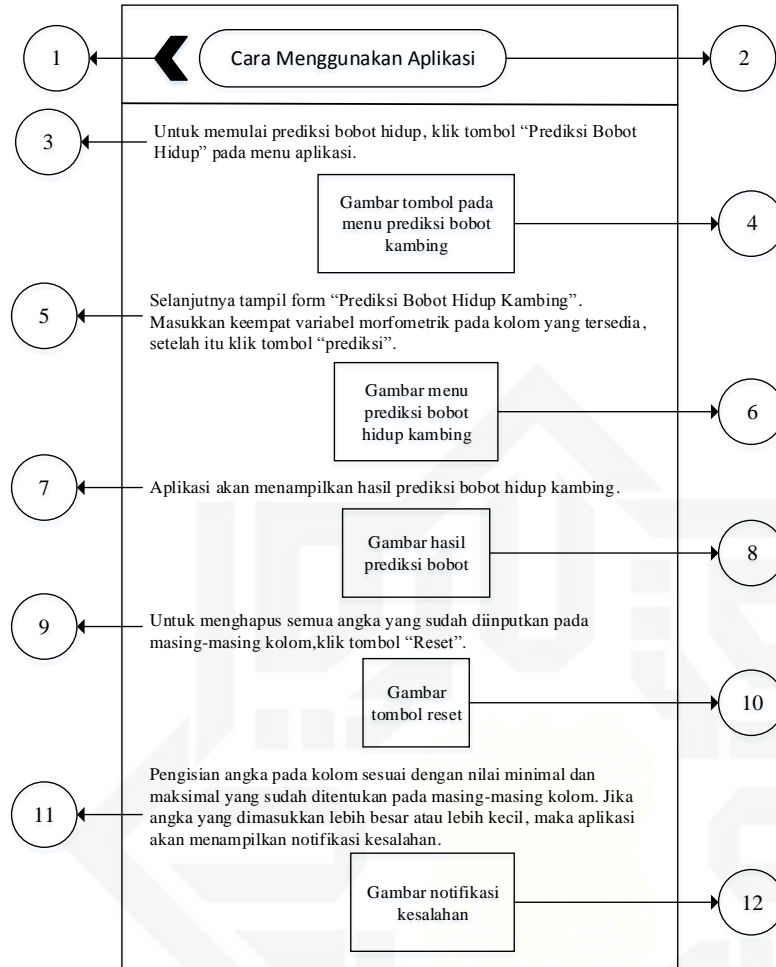 1
Cara Menggunakan Aplikasi
2
3
Untuk memulai prediksi bobot hidup, klik tombol “Prediksi Bobot
Hidup” pada menu aplikasi.
Gambar tombol pada
menu prediksi bobot
kambing
4
5
Selanjutnya tampil form “Prediksi Bobot Hidup Kambing”.
Masukkan keempat variabel morfometrik pada kolom yang tersedia,
setelah itu klik tombol “prediksi”.
Gambar menu
prediksi bobot
hidup kambing
6
7
Aplikasi akan menampilkan hasil prediksi bobot hidup kambing.
Gambar hasil
prediksi bobot
8
9
Untuk menghapus semua angka yang sudah diinputkan pada
masing-masing kolom,klik tombol “Reset”.
Gambar
tombol reset
10
11
Pengisian angka pada kolom sesuai dengan nilai minimal dan
maksimal yang sudah ditentukan pada masing-masing kolom. Jika
angka yang dimasukkan lebih besar atau lebih kecil, maka aplikasi
akan menampilkan notifikasi kesalahan.
Gambar notifikasi
kesalahan
12